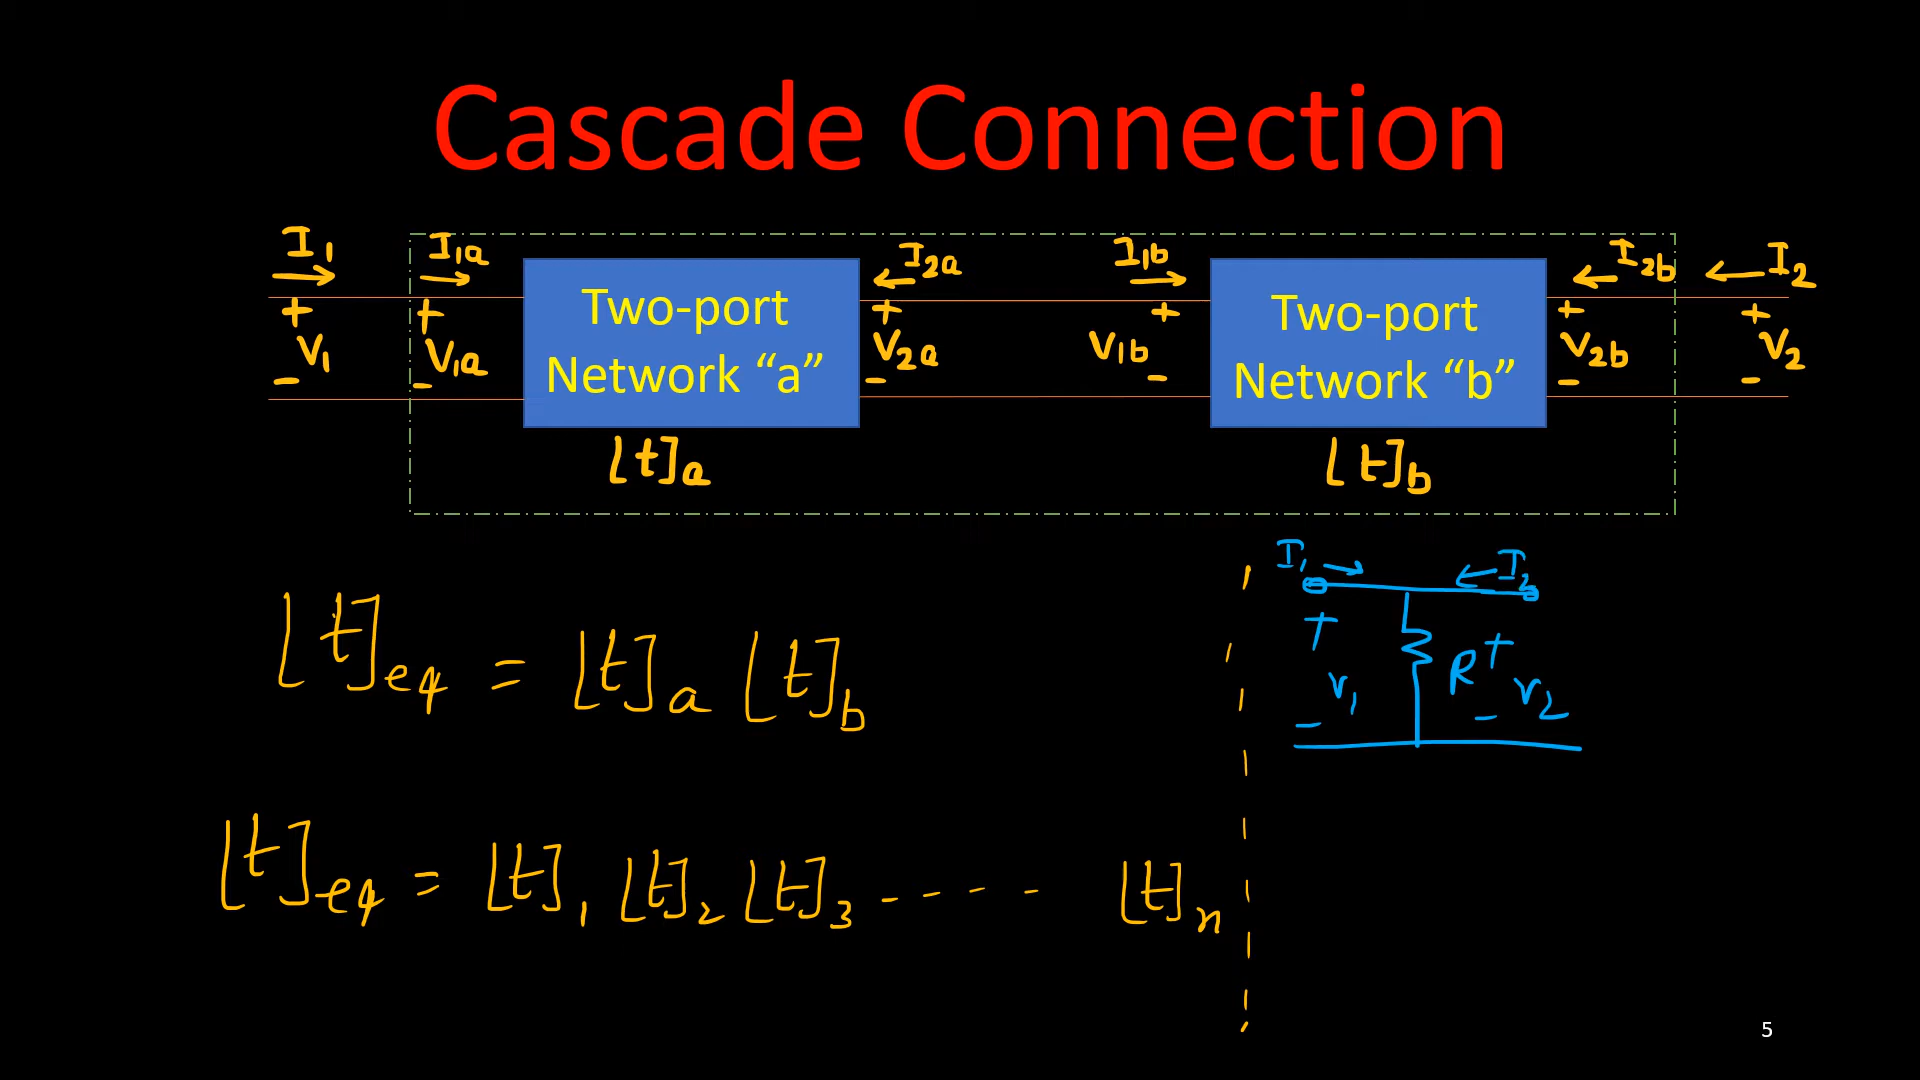 Cascade Connection
I1 I1a I2a I1b I2b I2
+ + + + + +
V1 V1a V2a V1b V2b V2
- - - - - -
Two-port
Network “a”
Two-port
Network “b”
[t]a [t]b
[t]eq = [t]a [t]b
[t]eq = [t]1 [t]2 [t]3 ----- [t]n
I1 I2
+ R +
V1 V2
- -
5